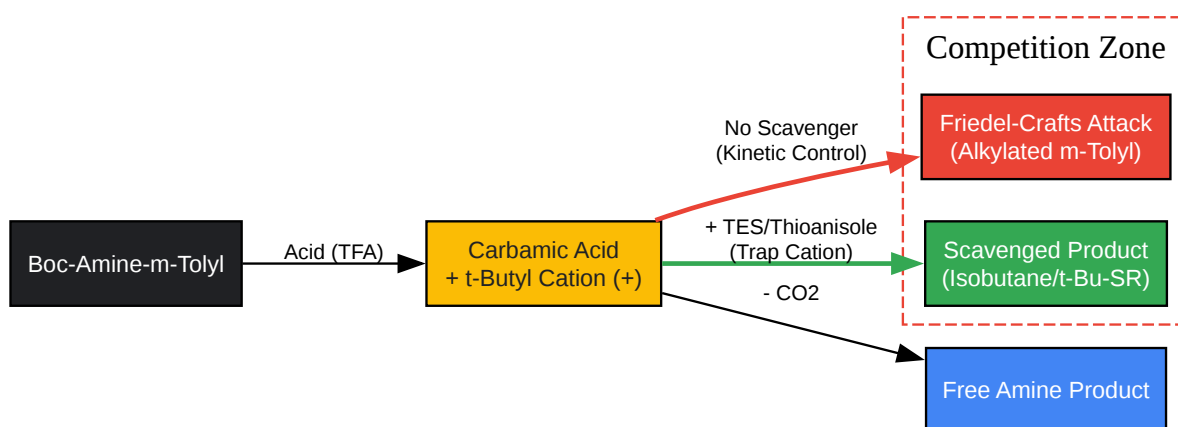 Competition Zone
Friedel-Crafts Attack
(Alkylated m-Tolyl)
No Scavenger
(Kinetic Control)
Boc-Amine-m-Tolyl
Acid (TFA)
Carbamic Acid
+ t-Butyl Cation (+)
+ TES/Thioanisole
(Trap Cation)
Scavenged Product
(Isobutane/t-Bu-SR)
- CO2
Free Amine Product